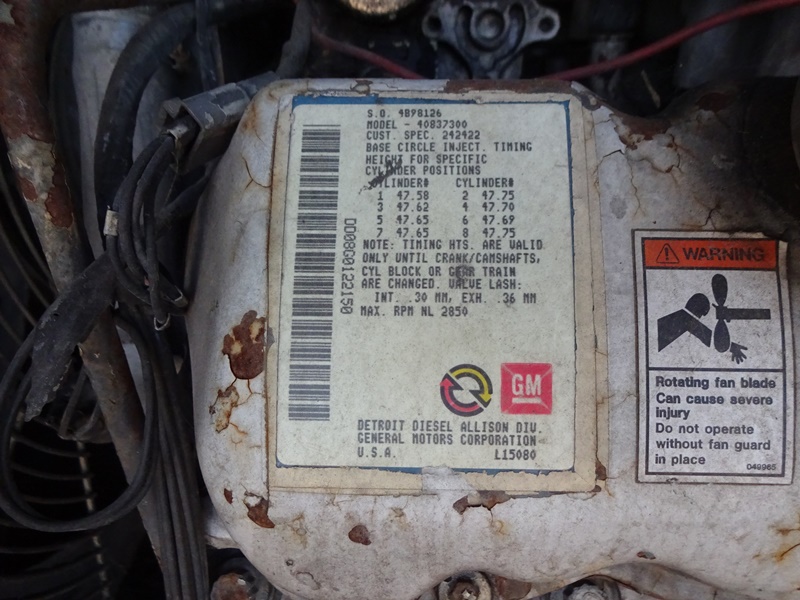 S.O. 4B98126
MODEL - 40837300
CUST. SPEC. 242422
BASE CIRCLE INJECT. TIMING
HEIGHT FOR SPECIFIC
CYLINDER POSITIONS
CYLINDER# CYLINDER#
1 47.58 2 47.75
3 47.62 4 47.70
5 47.65 6 47.69
7 47.65 8 47.75
NOTE: TIMING HTS. ARE VALID
ONLY UNTIL CRANK/CAMSHAFTS,
CYL BLOCK OR GEAR TRAIN
ARE CHANGED. VALVE LASH:
INT. .30 MM, EXH. .36 MM
MAX. RPM NL 2850
DD08G0122150
GM
DETROIT DIESEL ALLISON DIV.
GENERAL MOTORS CORPORATION
U.S.A. L15080
WARNING
Rotating fan blade
Can cause severe
injury
Do not operate
without fan guard
in place
049965